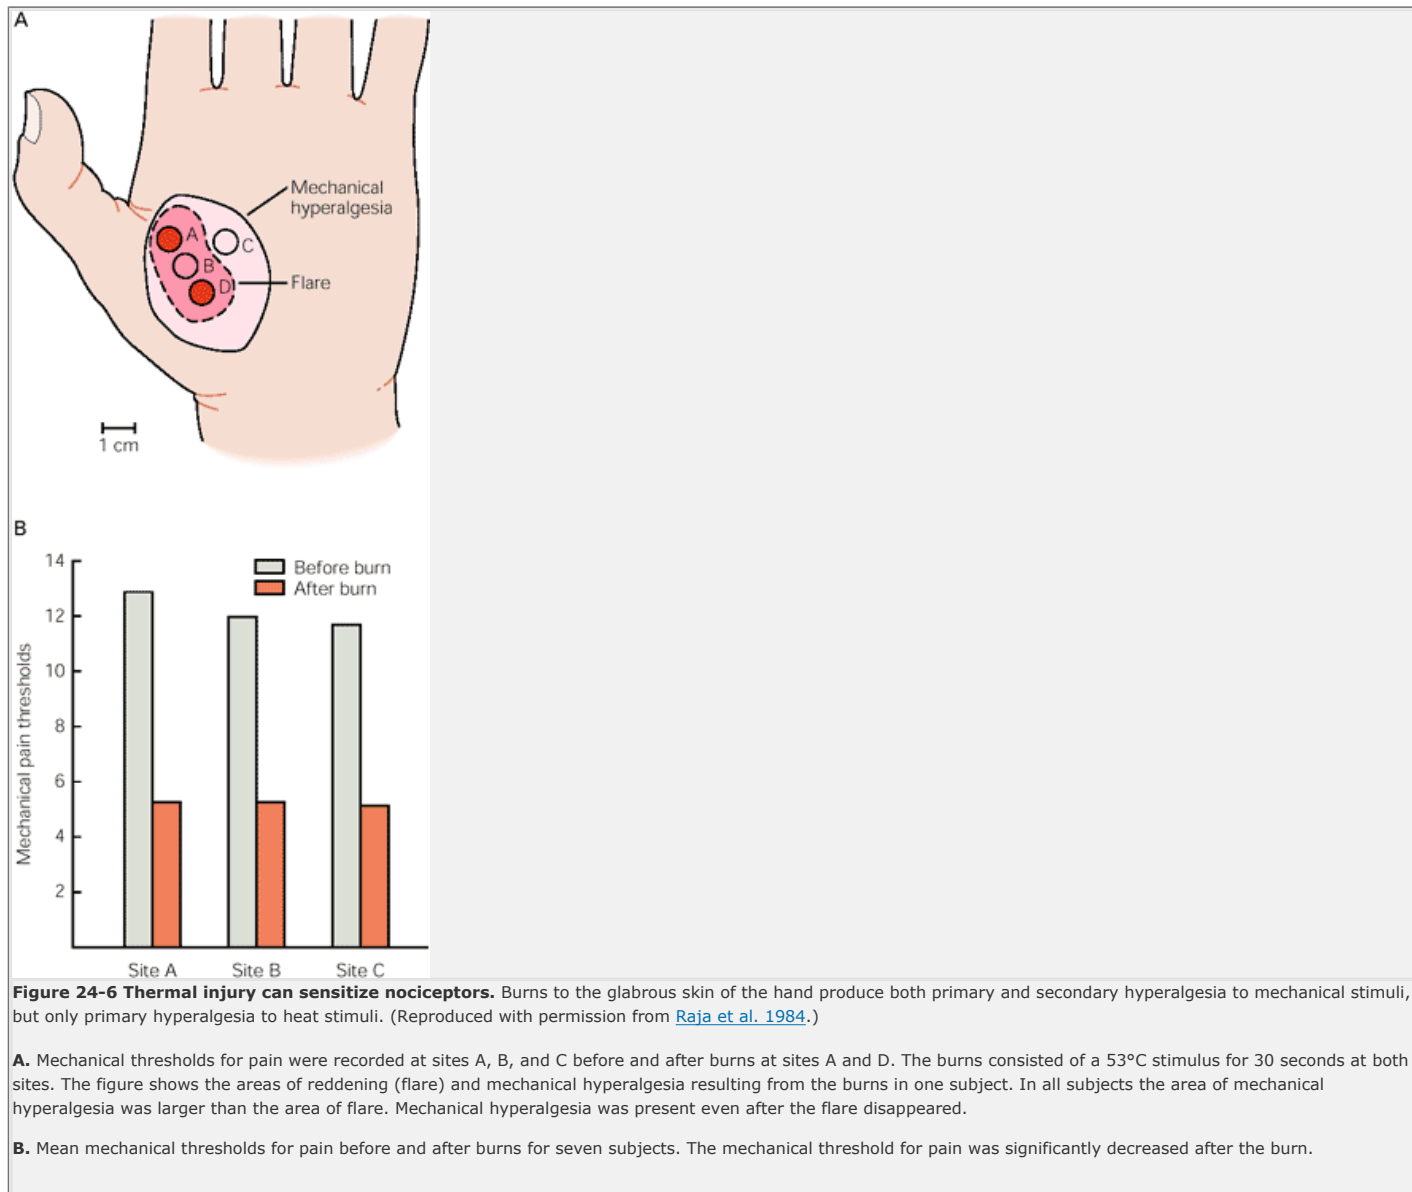 A
Mechanical
hyperalgesia
A
C
B
D
Flare
1 cm
B
14
Before burn
After burn
12
10
8
6
4
2
Mechanical pain thresholds
Site A Site B Site C
Figure 24-6 Thermal injury can sensitize nociceptors. Burns to the glabrous skin of the hand produce both primary and secondary hyperalgesia to mechanical stimuli,
but only primary hyperalgesia to heat stimuli. (Reproduced with permission from Raja et al. 1984.)
A. Mechanical thresholds for pain were recorded at sites A, B, and C before and after burns at sites A and D. The burns consisted of a 53°C stimulus for 30 seconds at both
sites. The figure shows the areas of reddening (flare) and mechanical hyperalgesia resulting from the burns in one subject. In all subjects the area of mechanical
hyperalgesia was larger than the area of flare. Mechanical hyperalgesia was present even after the flare disappeared.
B. Mean mechanical thresholds for pain before and after burns for seven subjects. The mechanical threshold for pain was significantly decreased after the burn.